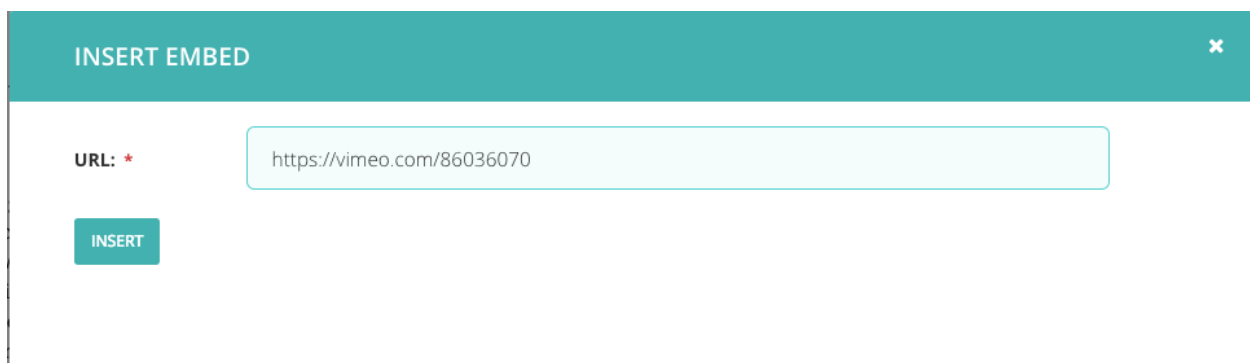 INSERT EMBED
URL: * https://vimeo.com/86036070
INSERT